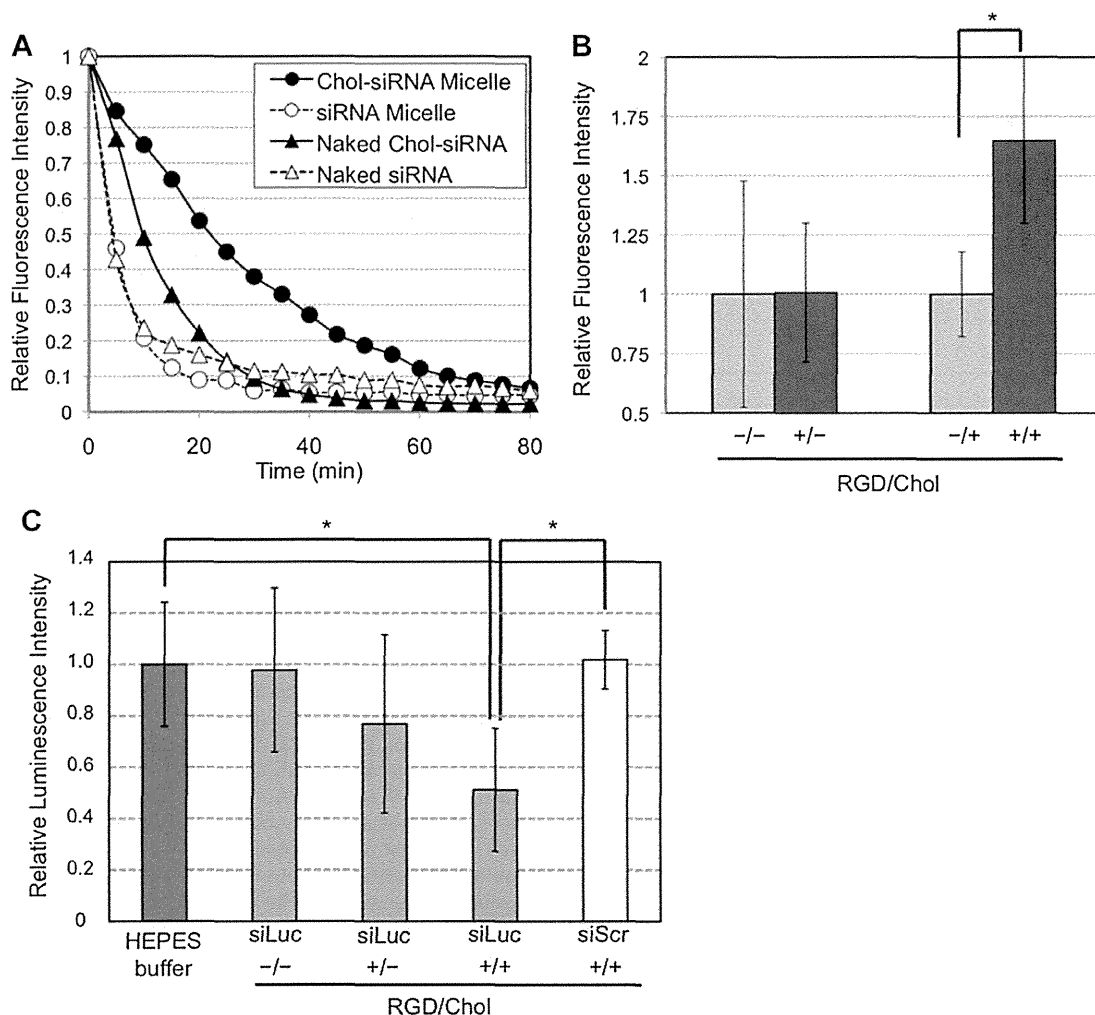 A
Relative Fluorescence Intensity
1
0.9
0.8
0.7
0.6
0.5
0.4
0.3
0.2
0.1
0
Chol-siRNA Micelle
siRNA Micelle
Naked Chol-siRNA
Naked siRNA
0 20 40 60 80
Time (min)
B
*
Relative Fluorescence Intensity
2
1.75
1.5
1.25
1
0.75
0.5
−/− +/− −/+ +/+
RGD/Chol
C
* *
Relative Luminescence Intensity
1.4
1.2
1.0
0.8
0.6
0.4
0.2
0
HEPES siLuc siLuc siLuc siScr
buffer −/− +/− +/+ +/+
RGD/Chol